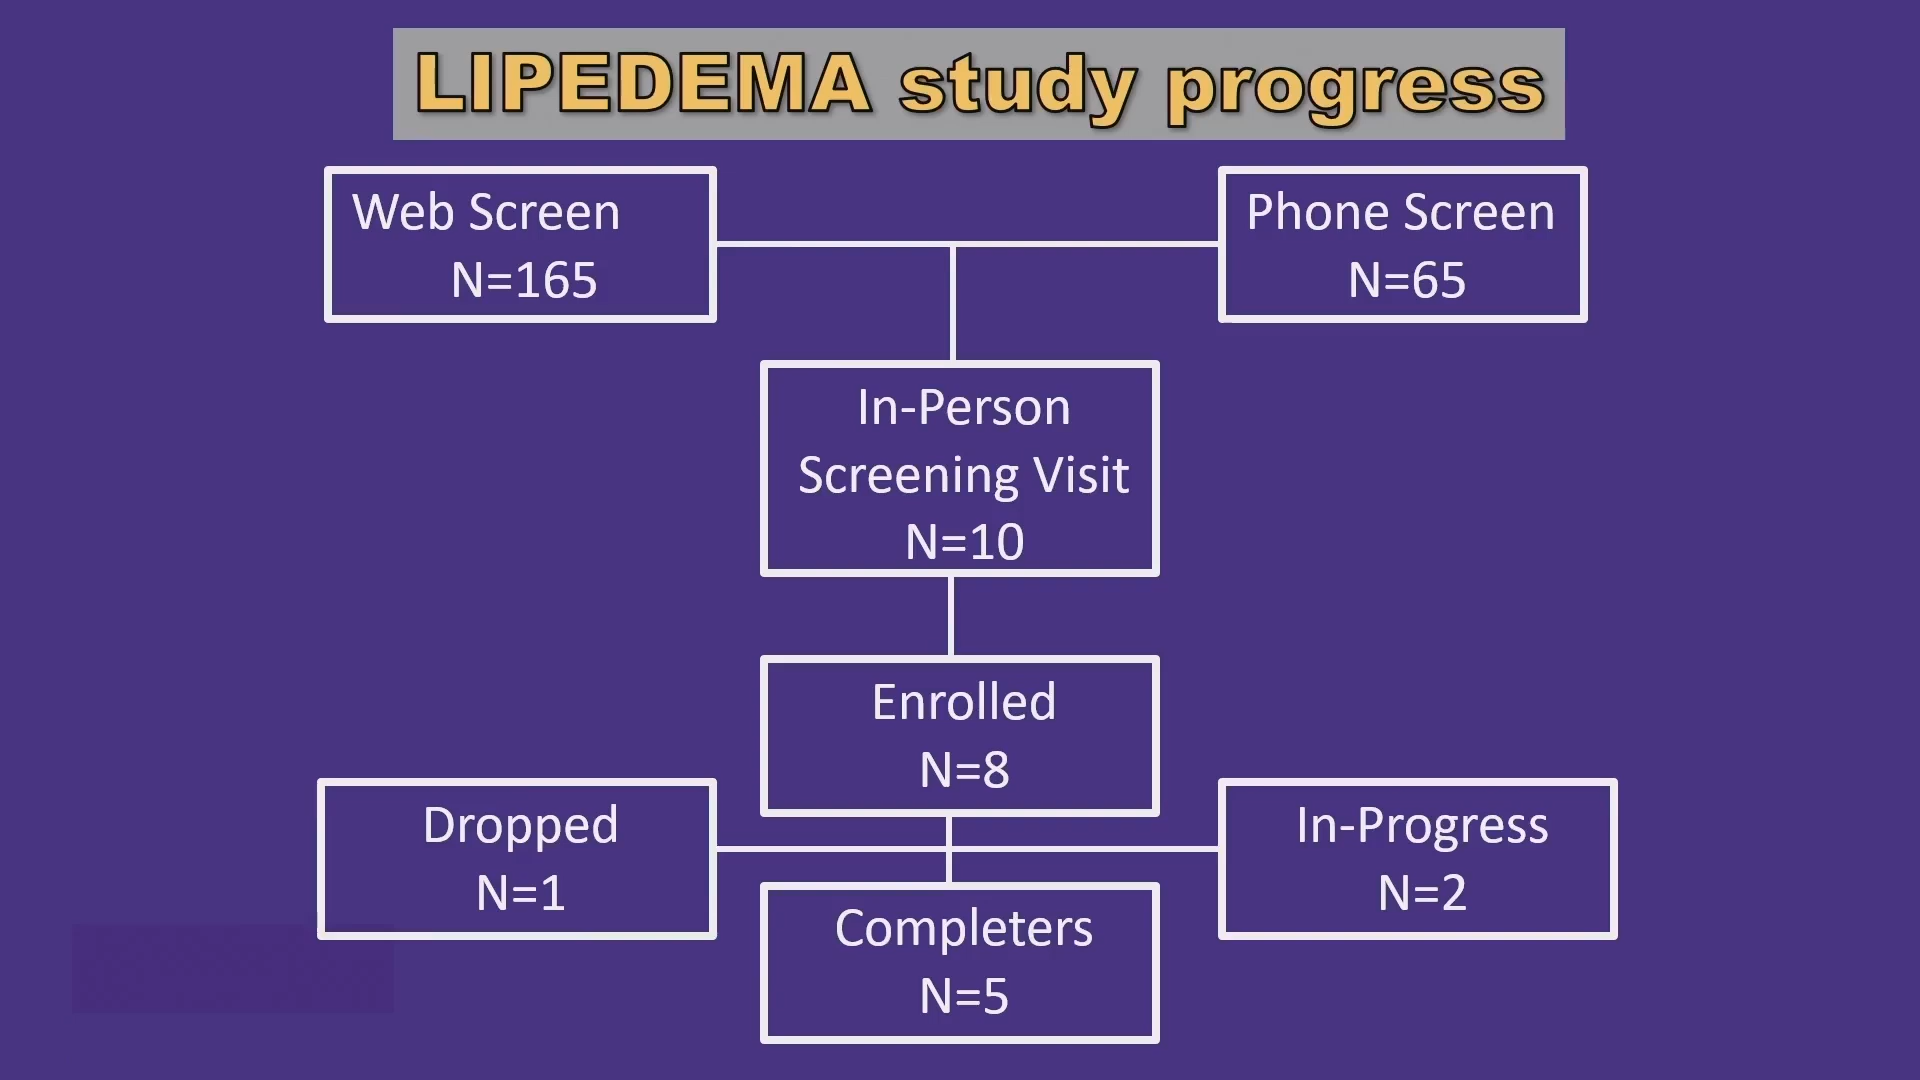 LIPEDEMA study progress
Web Screen
N=165
Phone Screen
N=65
In-Person
Screening Visit
N=10
Enrolled
N=8
Dropped
N=1
In-Progress
N=2
Completers
N=5